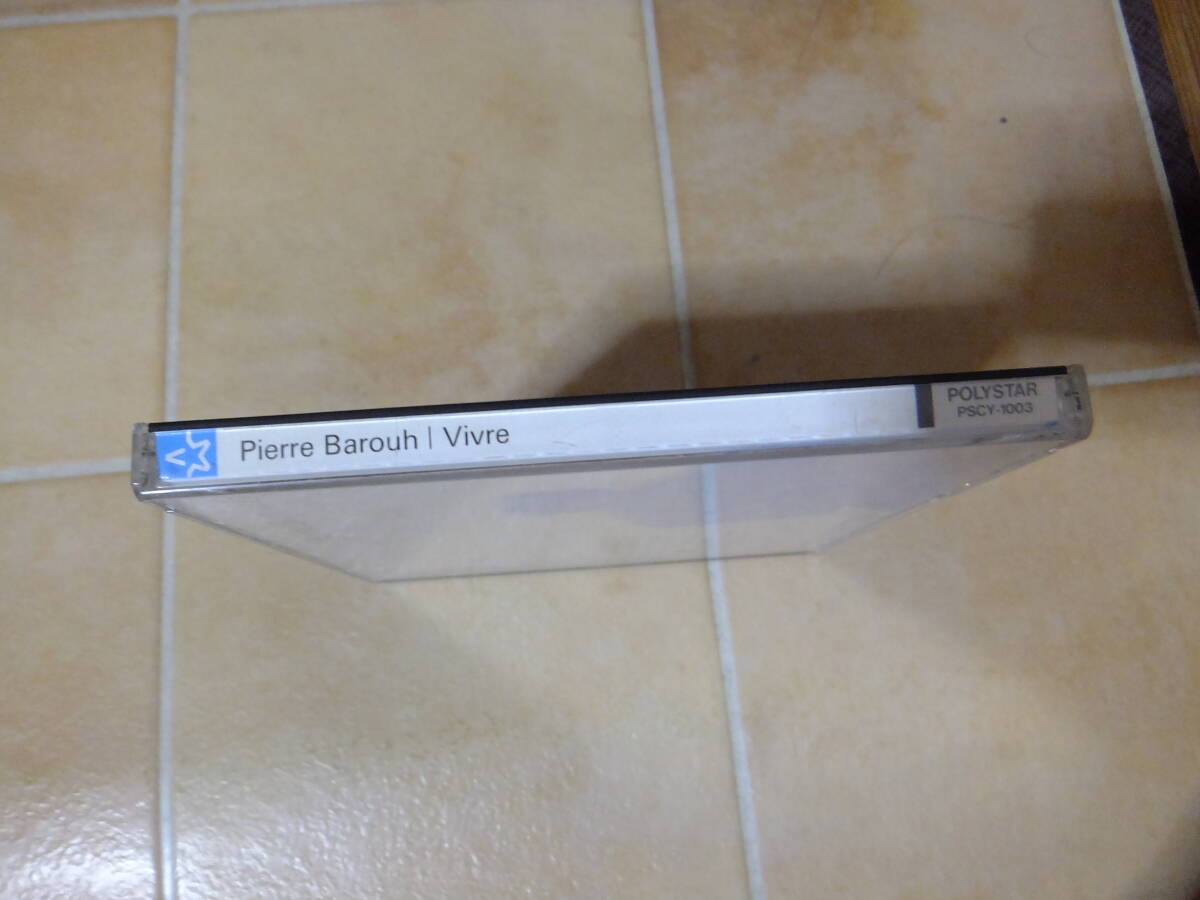 V
Pierre Barouh | Vivre
POLYSTAR
PSCY-1003